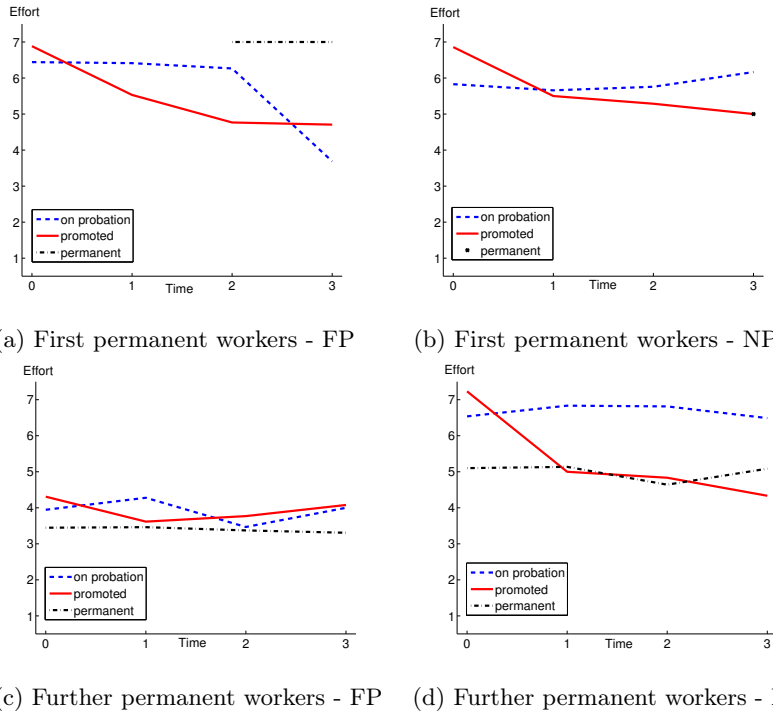 Effort
7
6
5
4
3
2
1
on probation
promoted
permanent
0
1
2
3
Time
(a) First permanent workers - FP
Effort
7
6
5
4
3
2
1
on probation
promoted
permanent
0
1
2
3
Time
(b) First permanent workers - NP
Effort
7
6
5
4
3
2
1
on probation
promoted
permanent
0
1
2
3
Time
(c) Further permanent workers - FP
Effort
7
6
5
4
3
2
1
on probation
promoted
permanent
0
1
2
3
Time
(d) Further permanent workers -